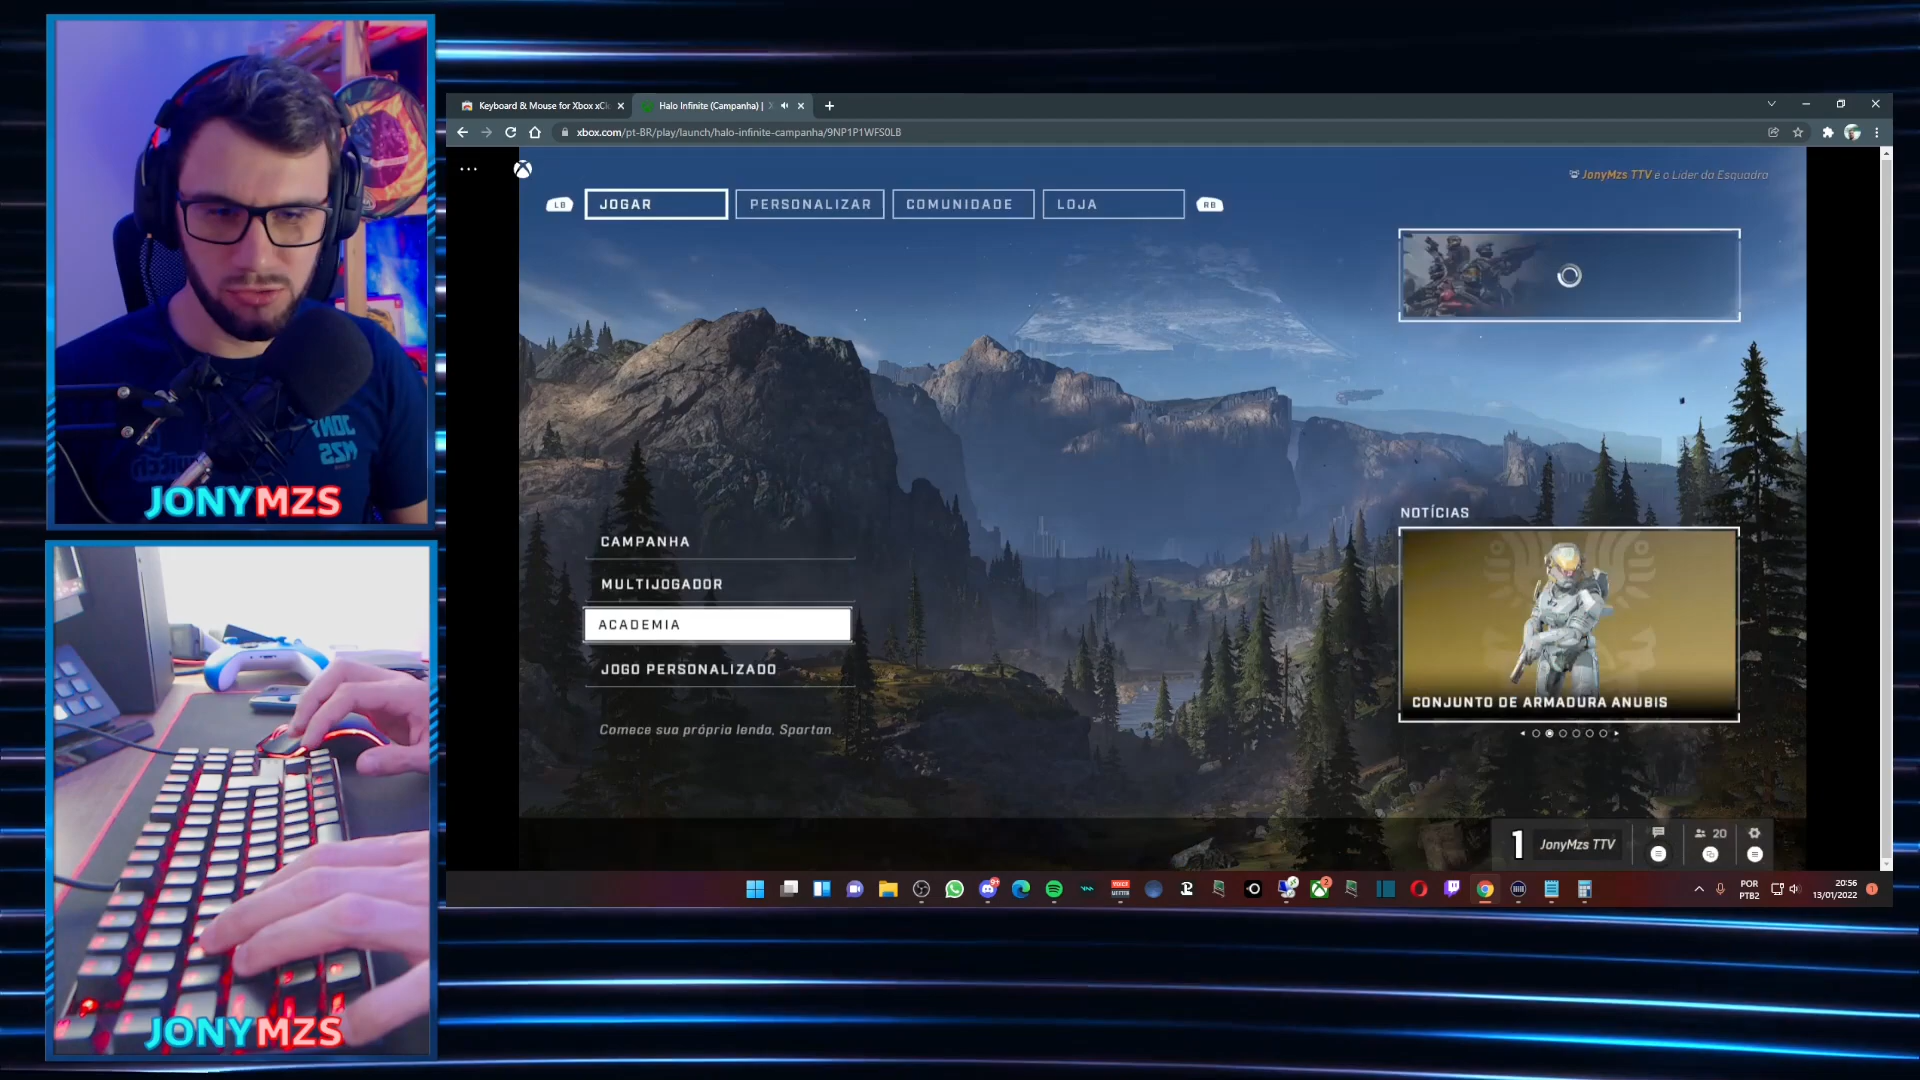 JONY
MZS
JONYMZS
JONYMZS
Keyboard & Mouse for Xbox xCl
Halo Infinite (Campanha) |
xbox.com/pt-BR/play/launch/halo-infinite-campanha/9NP1P1WFS0LB
JonyMzs TTV é o Líder da Esquadra
LB
JOGAR
PERSONALIZAR
COMUNIDADE
LOJA
RB
CAMPANHA
MULTIJOGADOR
ACADEMIA
JOGO PERSONALIZADO
Comece sua própria lenda, Spartan.
NOTÍCIAS
CONJUNTO DE ARMADURA ANUBIS
1
JonyMzs TTV
20
POR
PTB2
20:56
13/01/2022
1